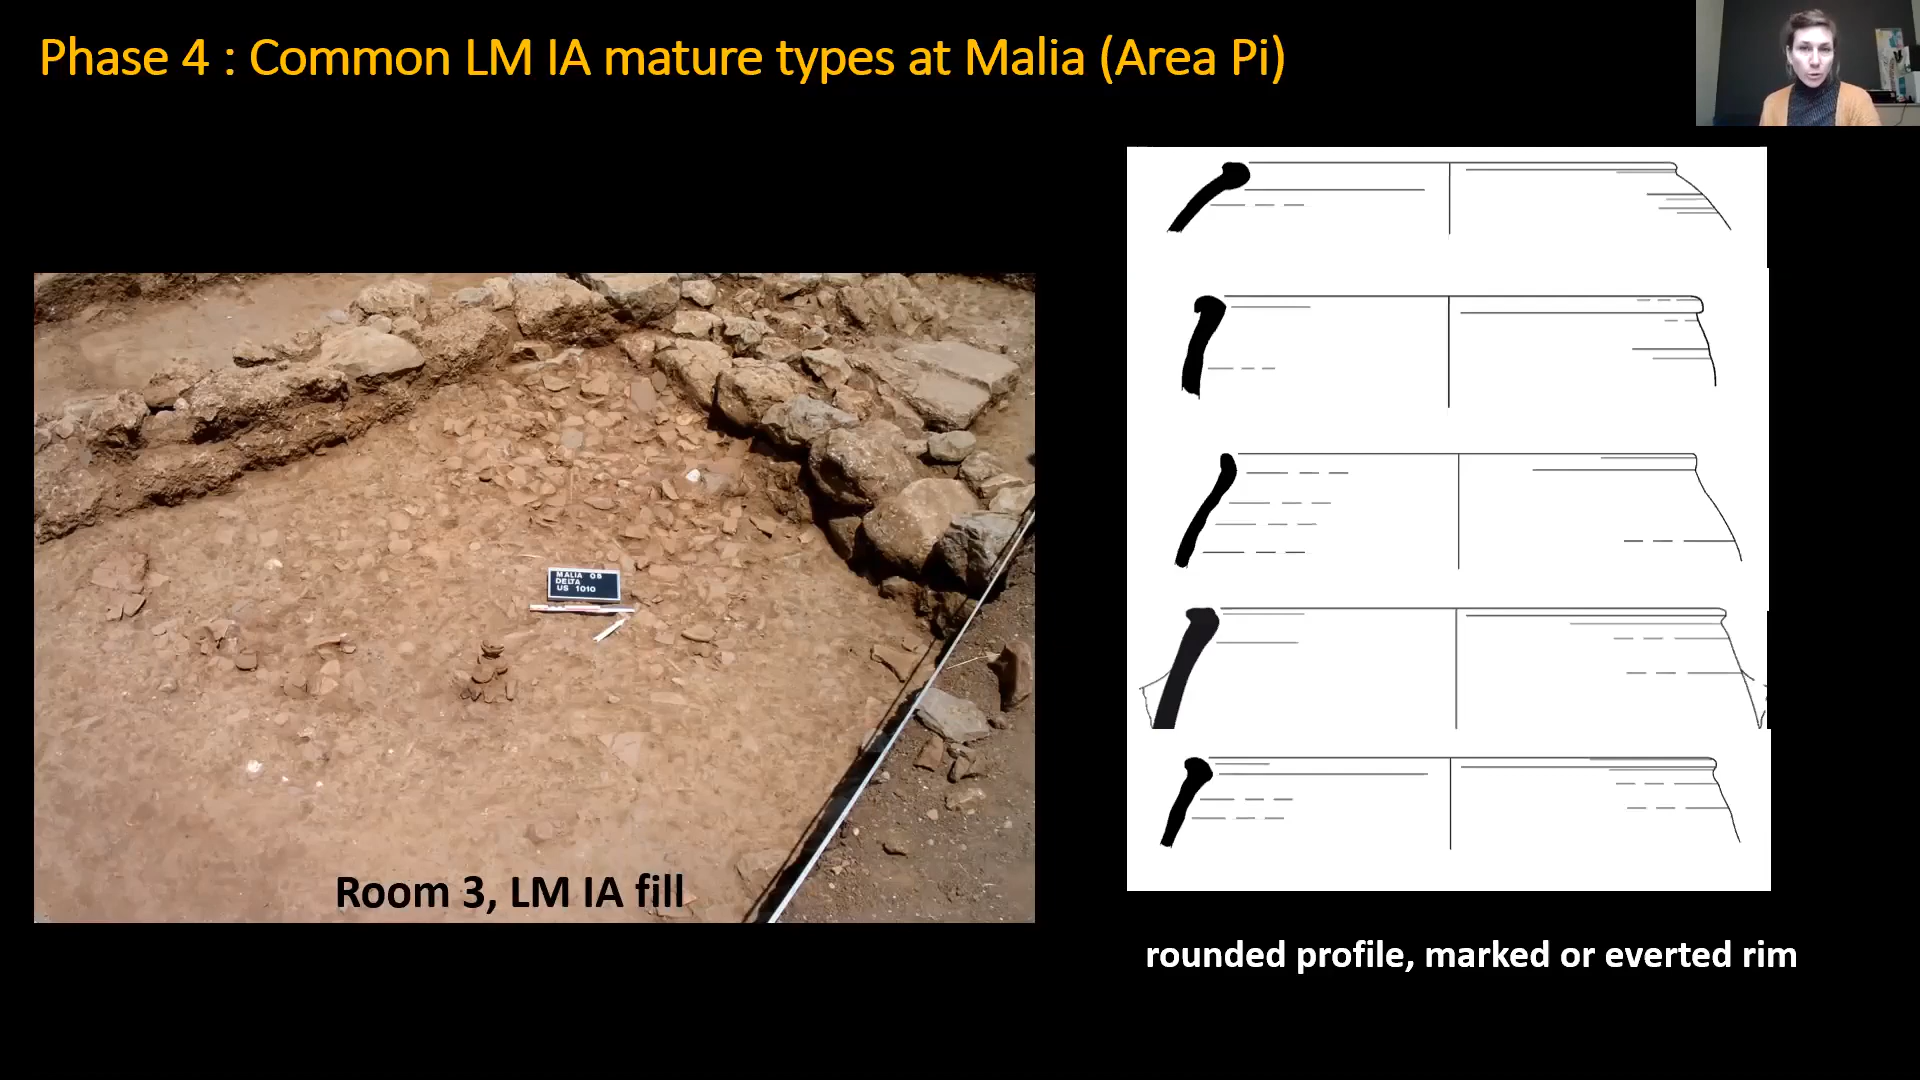 Phase 4 : Common LM IA mature types at Malia (Area Pi)
MALIA 05
DELTA
US 1010
Room 3, LM IA fill
rounded profile, marked or everted rim